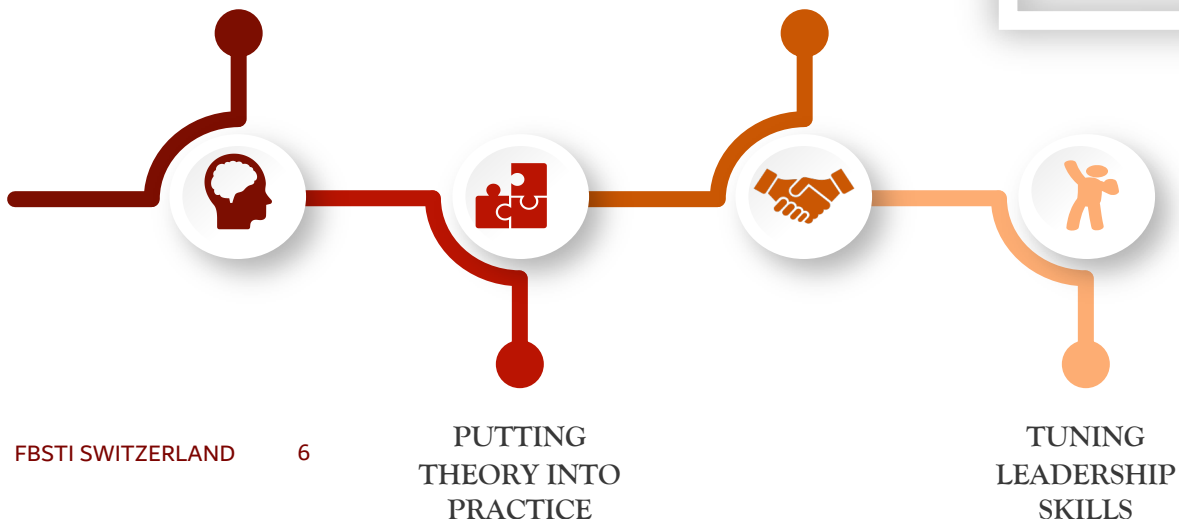 FBSTI SWITZERLAND 6
PUTTING
THEORY INTO
PRACTICE
TUNING
LEADERSHIP
SKILLS